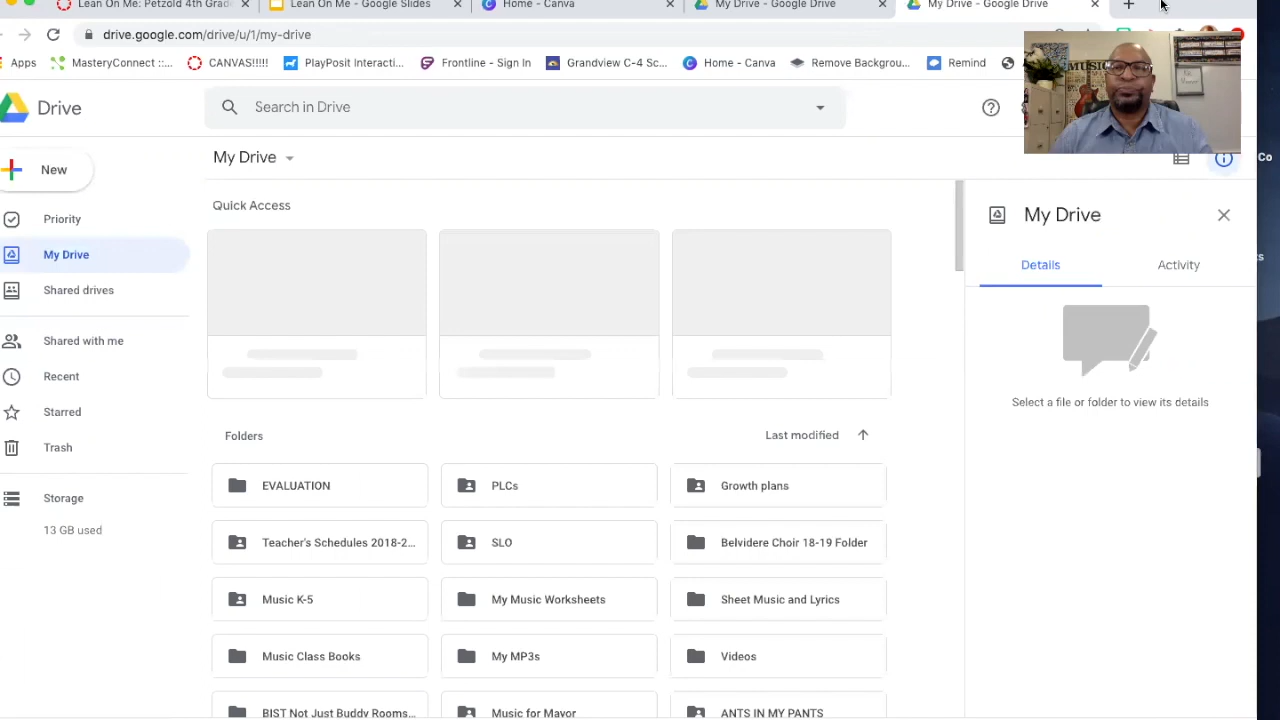 Lean On Me: Petzold 4th Grade
Lean On Me - Google Slides
Home - Canva
My Drive - Google Drive
My Drive - Google Drive
drive.google.com/drive/u/1/my-drive
Apps
MasteryConnect ::...
CANVAS!!!!!
PlayPosit Interacti...
Frontline - Sign In
Grandview C-4 Sc...
Home - Canva
Remove Backgrou...
Remind
MUSIC
Co
Drive
Search in Drive
New
My Drive
Priority
My Drive
Shared drives
Shared with me
Recent
Starred
Trash
Storage
13 GB used
Quick Access
Folders
Last modified
EVALUATION
PLCs
Growth plans
Teacher's Schedules 2018-2...
SLO
Belvidere Choir 18-19 Folder
Music K-5
My Music Worksheets
Sheet Music and Lyrics
Music Class Books
My MP3s
Videos
BIST Not Just Buddy Rooms...
Music for Mayor
ANTS IN MY PANTS
My Drive
Details
Activity
Select a file or folder to view its details